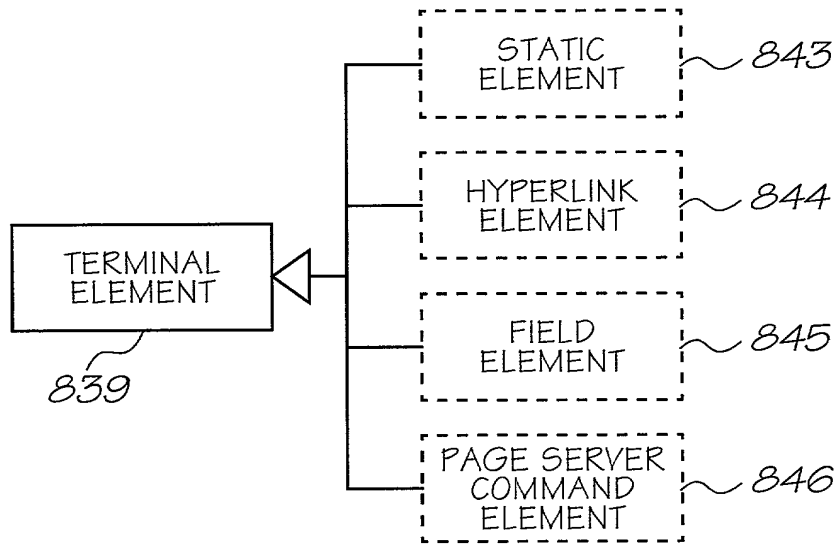 STATIC
ELEMENT
843
HYPERLINK
ELEMENT
844
TERMINAL
ELEMENT
839
FIELD
ELEMENT
845
PAGE SERVER
COMMAND
ELEMENT
846